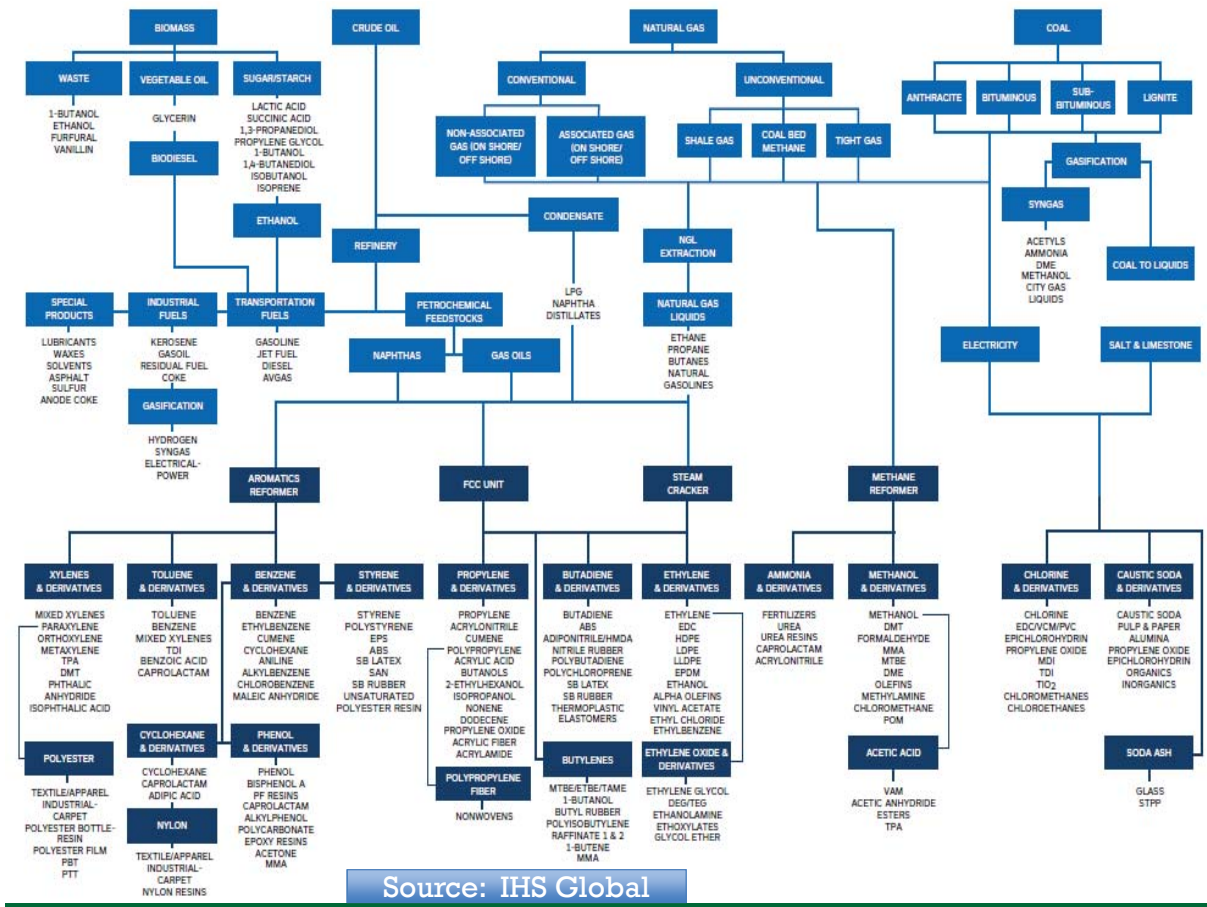 BIOMASS
CRUDE OIL
NATURAL GAS
COAL
WASTE
VEGETABLE OIL
SUGAR/STARCH
CONVENTIONAL
UNCONVENTIONAL
ANTHRACITE
BITUMINOUS
SUB-
BITUMINOUS
LIGNITE
1-BUTANOL
ETHANOL
FURFURAL
VANILLIN
GLYCERIN
BIODIESEL
LACTIC ACID
SUCCINIC ACID
1,3-PROPANEDIOL
PROPYLENE GLYCOL
1-BUTANOL
1,4-BUTANEDIOL
ISOBUTANOL
ISOPRENE
ETHANOL
NON-ASSOCIATED
GAS (ON SHORE/
OFF SHORE)
ASSOCIATED GAS
(ON SHORE/
OFF SHORE)
SHALE GAS
COAL BED
METHANE
TIGHT GAS
GASIFICATION
SYNGAS
ACETYLS
AMMONIA
DME
METHANOL
CITY GAS
LIQUIDS
COAL TO LIQUIDS
REFINERY
CONDENSATE
LPG
NAPHTHA
DISTILLATES
NGL
EXTRACTION
NATURAL GAS
LIQUIDS
ETHANE
PROPANE
BUTANES
NATURAL
GASOLINES
SPECIAL
PRODUCTS
LUBRICANTS
WAXES
SOLVENTS
ASPHALT
SULFUR
ANODE COKE
INDUSTRIAL
FUELS
KEROSENE
GASOIL
RESIDUAL FUEL
COKE
GASIFICATION
HYDROGEN
SYNGAS
ELECTRICAL-
POWER
TRANSPORTATION
FUELS
GASOLINE
JET FUEL
DIESEL
AVGAS
PETROCHEMICAL
FEEDSTOCKS
NAPHTHAS
GAS OILS
ELECTRICITY
SALT & LIMESTONE
AROMATICS
REFORMER
FCC UNIT
STEAM
CRACKER
METHANE
REFORMER
XYLENES
& DERIVATIVES
MIXED XYLENES
PARAXYLENE
ORTHOXYLENE
METAXYLENE
TPA
DMT
PHTHALIC
ANHYDRIDE
ISOPHTHALIC ACID
POLYESTER
TEXTILE/APPAREL
INDUSTRIAL-
CARPET
POLYESTER BOTTLE-
RESIN
POLYESTER FILM
PBT
PTT
TOLUENE
& DERIVATIVES
TOLUENE
BENZENE
MIXED XYLENES
TDI
BENZOIC ACID
CAPROLACTAM
CYCLOHEXANE
& DERIVATIVES
CYCLOHEXANE
CAPROLACTAM
ADIPIC ACID
NYLON
TEXTILE/APPAREL
INDUSTRIAL-
CARPET
NYLON RESINS
BENZENE
& DERIVATIVES
BENZENE
ETHYLBENZENE
CUMENE
CYCLOHEXANE
ANILINE
ALKYLBENZENE
CHLOROBENZENE
MALEIC ANHYDRIDE
PHENOL
& DERIVATIVES
PHENOL
BISPHENOL A
PF RESINS
CAPROLACTAM
ALKYLPHENOL
POLYCARBONATE
EPOXY RESINS
ACETONE
MMA
STYRENE
& DERIVATIVES
STYRENE
POLYSTYRENE
EPS
ABS
SB LATEX
SAN
SB RUBBER
UNSATURATED
POLYESTER RESIN
PROPYLENE
& DERIVATIVES
PROPYLENE
ACRYLONITRILE
CUMENE
POLYPROPYLENE
ACRYLIC ACID
BUTANOLS
2-ETHYLHEXANOL
ISOPROPANOL
NONENE
DODECENE
PROPYLENE OXIDE
ACRYLIC FIBER
ACRYLAMIDE
POLYPROPYLENE
FIBER
NONWOVENS
BUTADIENE
& DERIVATIVES
BUTADIENE
ABS
ADIPONITRILE/HMDA
NITRILE RUBBER
POLYBUTADIENE
POLYCHLOROPRENE
SB LATEX
SB RUBBER
THERMOPLASTIC
ELASTOMERS
BUTYLENES
MTBE/ETBE/TAME
1-BUTANOL
BUTYL RUBBER
POLYISOBUTYLENE
RAFFINATE 1 & 2
1-BUTENE
MMA
ETHYLENE
& DERIVATIVES
ETHYLENE
EDC
HDPE
LDPE
LLDPE
EPDM
ETHANOL
ALPHA OLEFINS
VINYL ACETATE
ETHYL CHLORIDE
ETHYLBENZENE
ETHYLENE OXIDE &
DERIVATIVES
ETHYLENE GLYCOL
DEG/TEG
ETHANOLAMINE
ETHOXYLATES
GLYCOL ETHER
AMMONIA
& DERIVATIVES
FERTILIZERS
UREA
UREA RESINS
CAPROLACTAM
ACRYLONITRILE
METHANOL
& DERIVATIVES
METHANOL
DMT
FORMALDEHYDE
MMA
MTBE
DME
OLEFINS
METHYLAMINE
CHLOROMETHANE
POM
ACETIC ACID
VAM
ACETIC ANHYDRIDE
ESTERS
TPA
CHLORINE
& DERIVATIVES
CHLORINE
EDC/VCM/PVC
EPICHLOROHYDRIN
PROPYLENE OXIDE
MDI
TDI
TIO2
CHLOROMETHANES
CHLOROETHANES
CAUSTIC SODA
& DERIVATIVES
CAUSTIC SODA
PULP & PAPER
ALUMINA
PROPYLENE OXIDE
EPICHLOROHYDRIN
ORGANICS
INORGANICS
SODA ASH
GLASS
STPP
Source: IHS Global